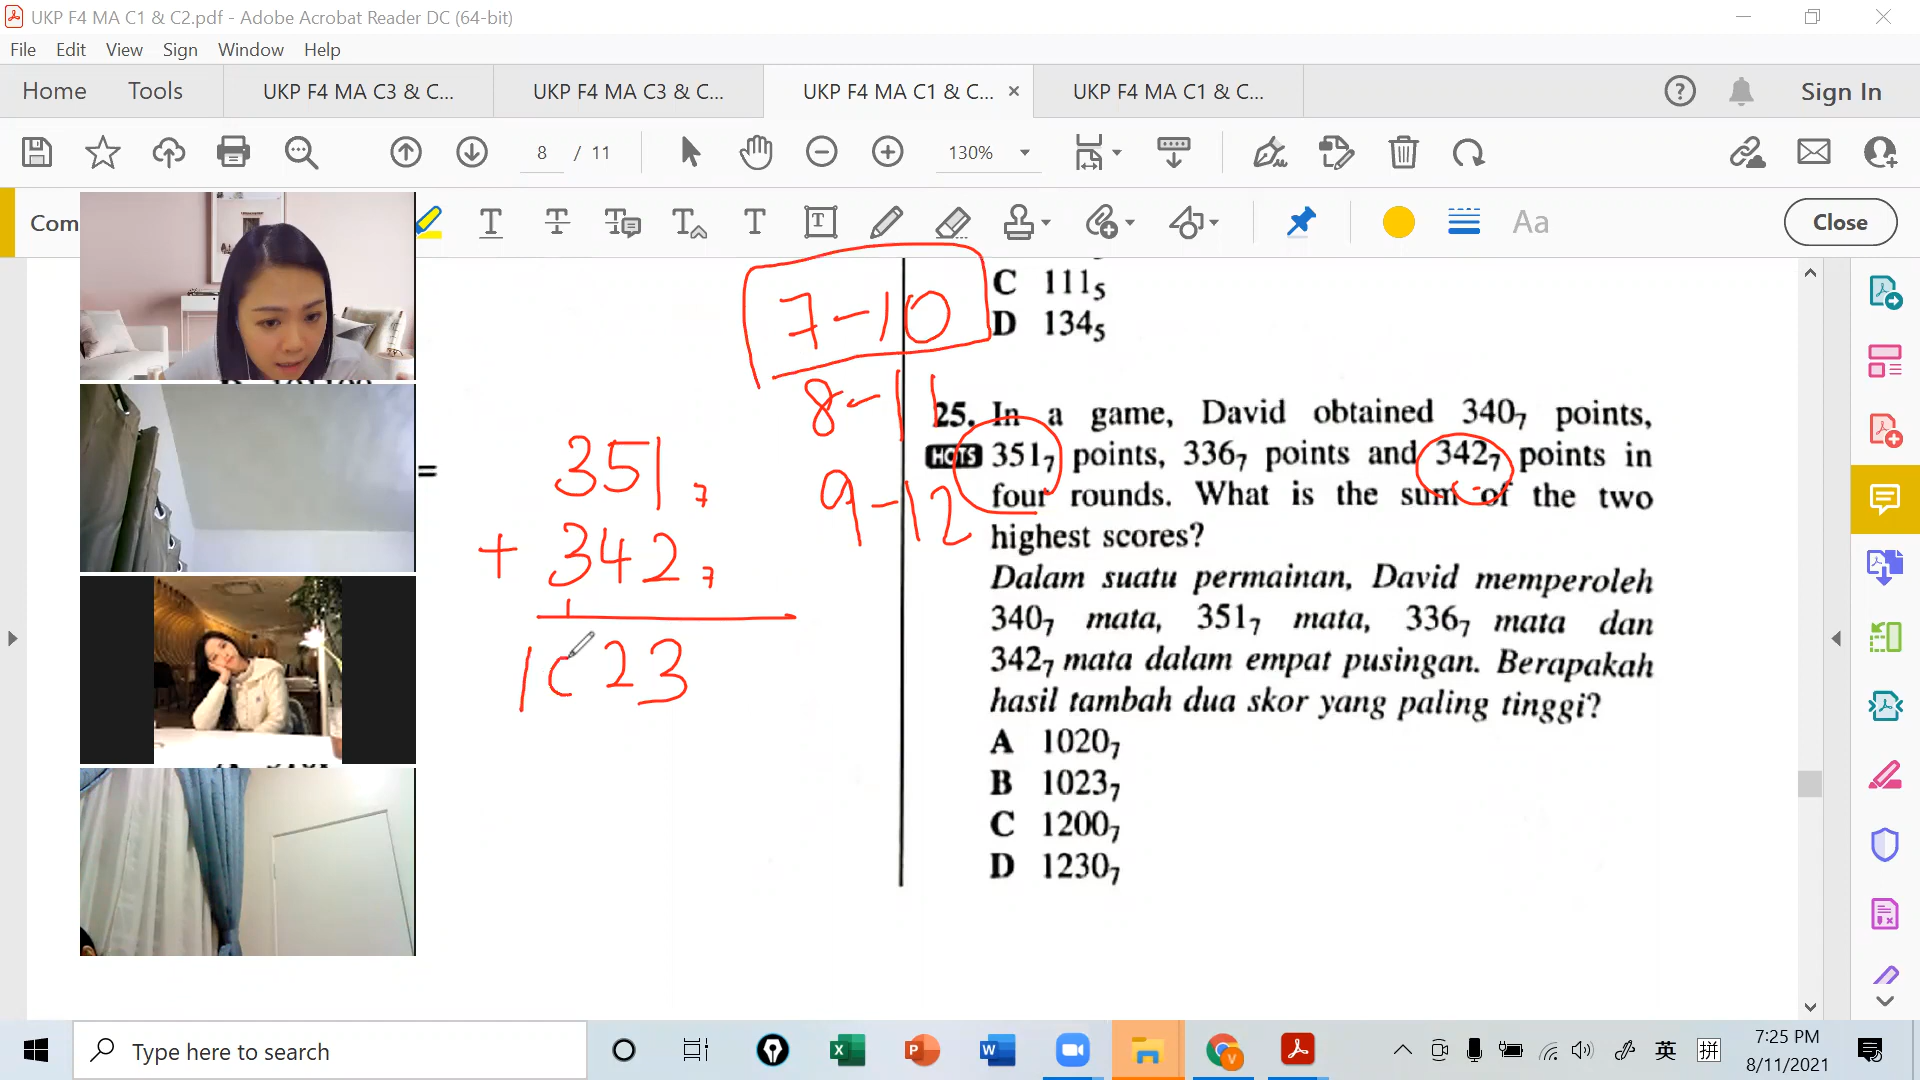 UKP F4 MA C1 & C2.pdf - Adobe Acrobat Reader DC (64-bit)
File Edit View Sign Window Help
Home Tools UKP F4 MA C3 & C... UKP F4 MA C3 & C... UKP F4 MA C1 & C... × UKP F4 MA C1 & C... Sign In
8 / 11 130%
Com Aa Close
=
351₇
+ 342₇
1
1023
7-10
8-11
9-12
C 111₅
D 134₅
25. In a game, David obtained 340₇ points,
HOTS 351₇ points, 336₇ points and 342₇ points in
four rounds. What is the sum of the two
highest scores?
Dalam suatu permainan, David memperoleh
340₇ mata, 351₇ mata, 336₇ mata dan
342₇ mata dalam empat pusingan. Berapakah
hasil tambah dua skor yang paling tinggi?
A 1020₇
B 1023₇
C 1200₇
D 1230₇
Type here to search
英 拼 7:25 PM
8/11/2021